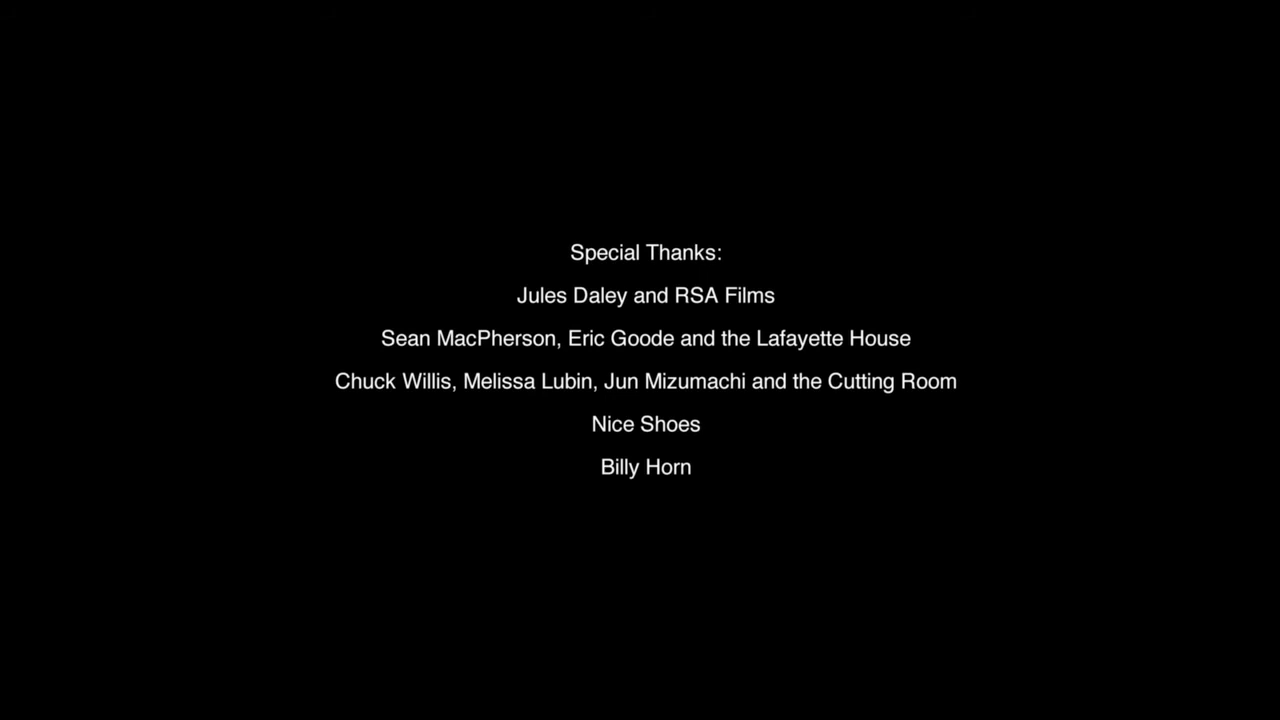 Special Thanks:
Jules Daley and RSA Films
Sean MacPherson, Eric Goode and the Lafayette House
Chuck Willis, Melissa Lubin, Jun Mizumachi and the Cutting Room
Nice Shoes
Billy Horn